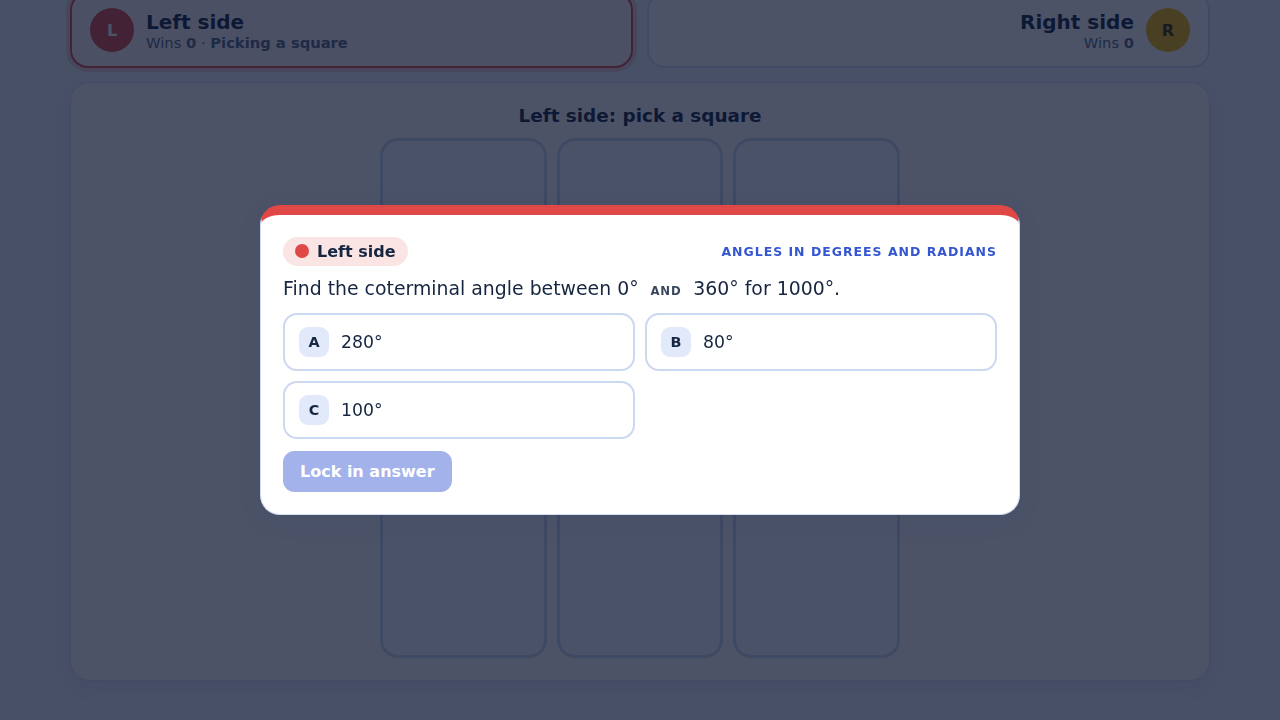 L
Left side
Wins 0 · Picking a square
Right side
Wins 0
R
Left side: pick a square
Left side
ANGLES IN DEGREES AND RADIANS
Find the coterminal angle between 0° AND 360° for 1000°.
A 280°
B 80°
C 100°
Lock in answer